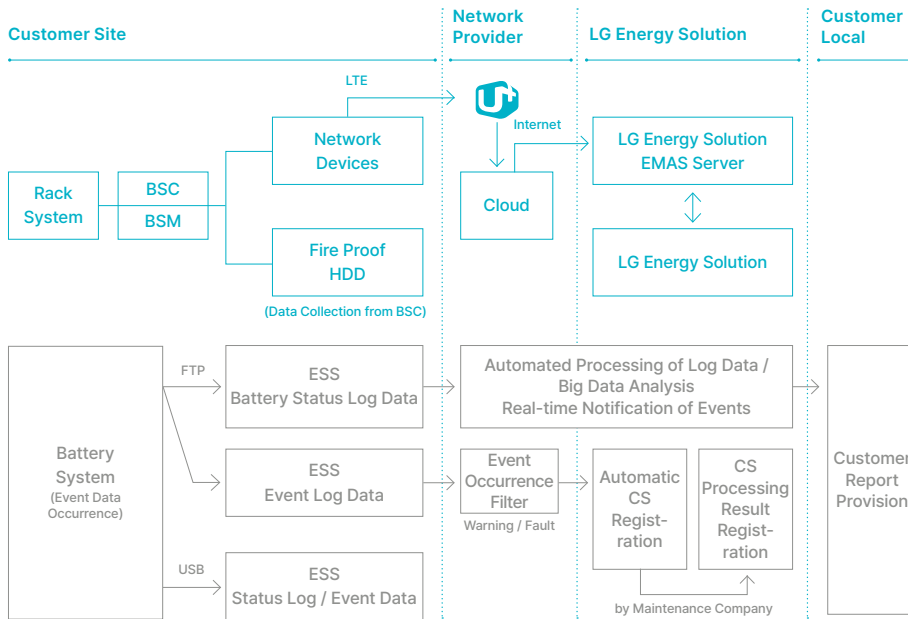 Customer Site
Network
Provider
LG Energy Solution
Customer
Local
LTE
U+
Internet
Network
Devices
LG Energy Solution
EMAS Server
Rack
System
BSC
BSM
Cloud
Fire Proof
HDD
LG Energy Solution
(Data Collection from BSC)
Battery
System
(Event Data
Occurrence)
FTP
ESS
Battery Status Log Data
Automated Processing of Log Data /
Big Data Analysis
Real-time Notification of Events
ESS
Event Log Data
Event
Occurrence
Filter
Warning / Fault
Automatic
CS
Regist-
ration
CS
Processing
Result
Regist-
ration
by Maintenance Company
Customer
Report
Provision
USB
ESS
Status Log / Event Data